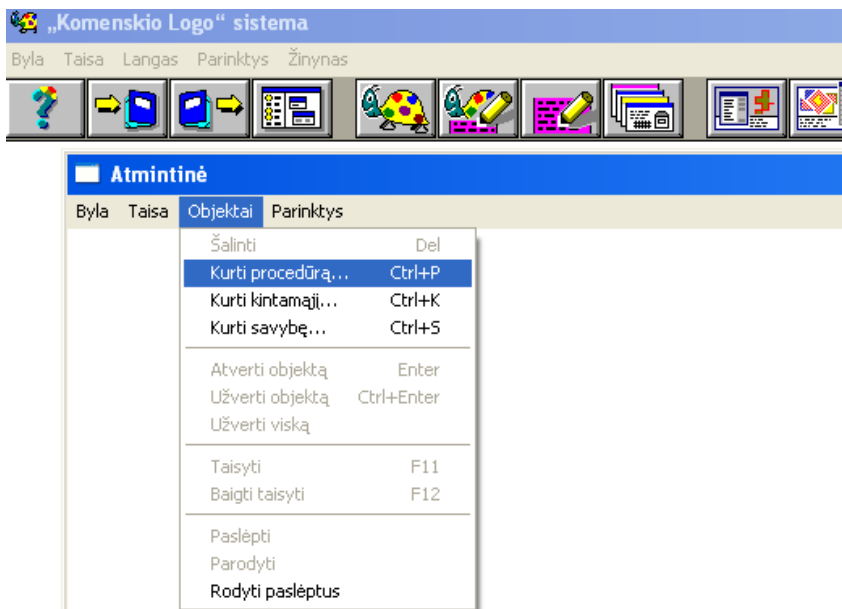 „Komenskio Logo“ sistema
Byla Taisa Langas Parinktys Žinynas
Atmintinė
Byla Taisa Objektai Parinktys
Šalinti Del
Kurti procedūrą... Ctrl+P
Kurti kintamąjį... Ctrl+K
Kurti savybę... Ctrl+S
Atverti objektą Enter
Užverti objektą Ctrl+Enter
Užverti viską
Taisyti F11
Baigti taisyti F12
Paslėpti
Parodyti
Rodyti paslėptus